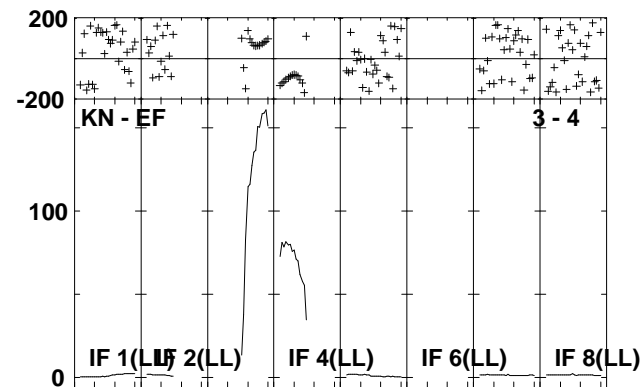 200
-200
KN - EF 3 - 4
100
IF 1(LL) IF 2(LL) IF 4(LL) IF 6(LL) IF 8(LL)
0